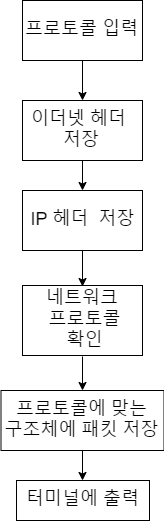 프로토콜 입력
이더넷 헤더
저장
IP 헤더 저장
네트워크
프로토콜
확인
프로토콜에 맞는
구조체에 패킷 저장
터미널에 출력